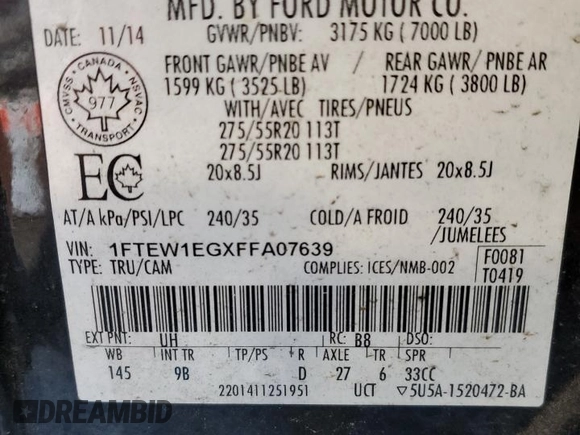 MFD. BY FORD MOTOR CO.
DATE: 11/14 GVWR/PNBV: 3175 KG ( 7000 LB)
FRONT GAWR/PNBE AV REAR GAWR/PNBE AR
1599 KG ( 3525 LB) 1724 KG ( 3800 LB)
WITH/AVEC TIRES/PNEUS
275/55R20 113T
275/55R20 113T
20x8.5J RIMS/JANTES 20x8.5J
CANADA
CMVSS NSVAC
977
TRANSPORT
EC
AT/A kPa/PSI/LPC 240/35 COLD/A FROID 240/35
/JUMELEES
VIN: 1FTEW1EGXFFA07639
TYPE: TRU/CAM COMPLIES: ICES/NMB-002
F0081
T0419
EXT PNT: UH RC: B8 DSO:
WB INT TR TP/PS R AXLE TR SPR
145 9B D 27 6 33CC
2201411251951 UCT ▽5U5A-1520472-BA
DREAMBID